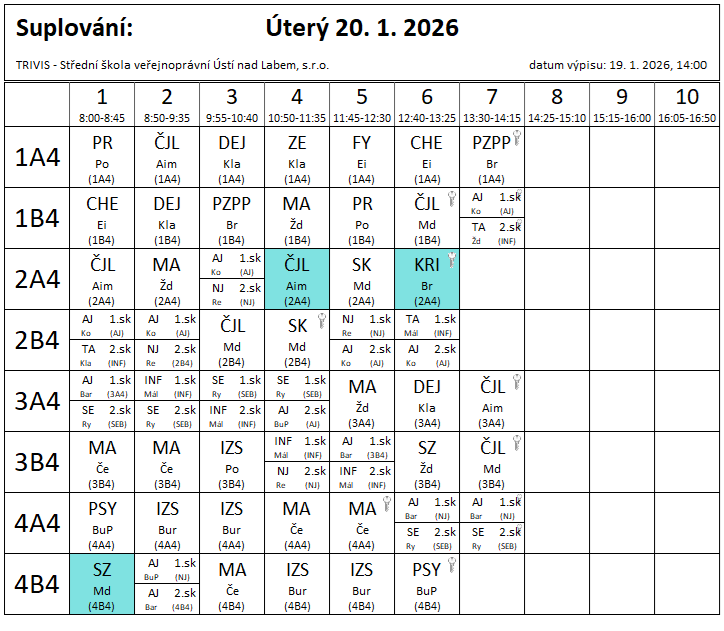 Suplování: Úterý 20. 1. 2026
TRIVIS - Střední škola veřejnoprávní Ústí nad Labem, s.r.o. datum výpisu: 19. 1. 2026, 14:00
1 2 3 4 5 6 7 8 9 10
8:00-8:45 8:50-9:35 9:55-10:40 10:50-11:35 11:45-12:30 12:40-13:25 13:30-14:15 14:25-15:10 15:15-16:00 16:05-16:50
1A4
PR ČJL DEJ ZE FY CHE PZPP
Po Aim Kla Kla Ei Ei Br
(1A4) (1A4) (1A4) (1A4) (1A4) (1A4) (1A4)
1B4
CHE DEJ PZPP MA PR ČJL AJ 1.sk
Ei Kla Br Žd Po Md Ko (AJ)
(1B4) (1B4) (1B4) (1B4) (1B4) (1B4) TA 2.sk
Žd (INF)
2A4
ČJL MA AJ 1.sk ČJL SK KRI
Aim Žd Ko (AJ) Aim Md Br
(2A4) (2A4) NJ 2.sk (2A4) (2A4) (2A4)
Re (NJ)
2B4
AJ 1.sk AJ 1.sk ČJL SK NJ 1.sk TA 1.sk
Ko (AJ) Ko (AJ) Md Md Re (NJ) Mál (INF)
TA 2.sk NJ 2.sk (2B4) (2B4) AJ 2.sk AJ 2.sk
Kla (INF) Re (2B4) Ko (AJ) Ko (AJ)
3A4
AJ 1.sk INF 1.sk SE 1.sk SE 1.sk MA DEJ ČJL
Bar (3A4) Mál (INF) Ry (SEB) Ry (SEB) Žd Kla Aim
SE 2.sk SE 2.sk INF 2.sk AJ 2.sk (3A4) (3A4) (3A4)
Ry (SEB) Ry (SEB) Mál (INF) BuP (AJ)
3B4
MA MA IZS INF 1.sk AJ 1.sk SZ ČJL
Če Če Po Mál (INF) Bar (3B4) Žd Md
(3B4) (3B4) (3B4) NJ 2.sk INF 2.sk (3B4) (3B4)
Re (NJ) Mál (INF)
4A4
PSY IZS IZS MA MA AJ 1.sk AJ 1.sk
BuP Bur Bur Če Če Bar (NJ) Bar (NJ)
(4A4) (4A4) (4A4) (4A4) (4A4) SE 2.sk SE 2.sk
Ry (SEB) Ry (SEB)
4B4
SZ AJ 1.sk MA IZS IZS PSY
Md BuP (NJ) Če Bur Bur BuP
(4B4) AJ 2.sk (4B4) (4B4) (4B4) (4B4)
Bar (4B4)